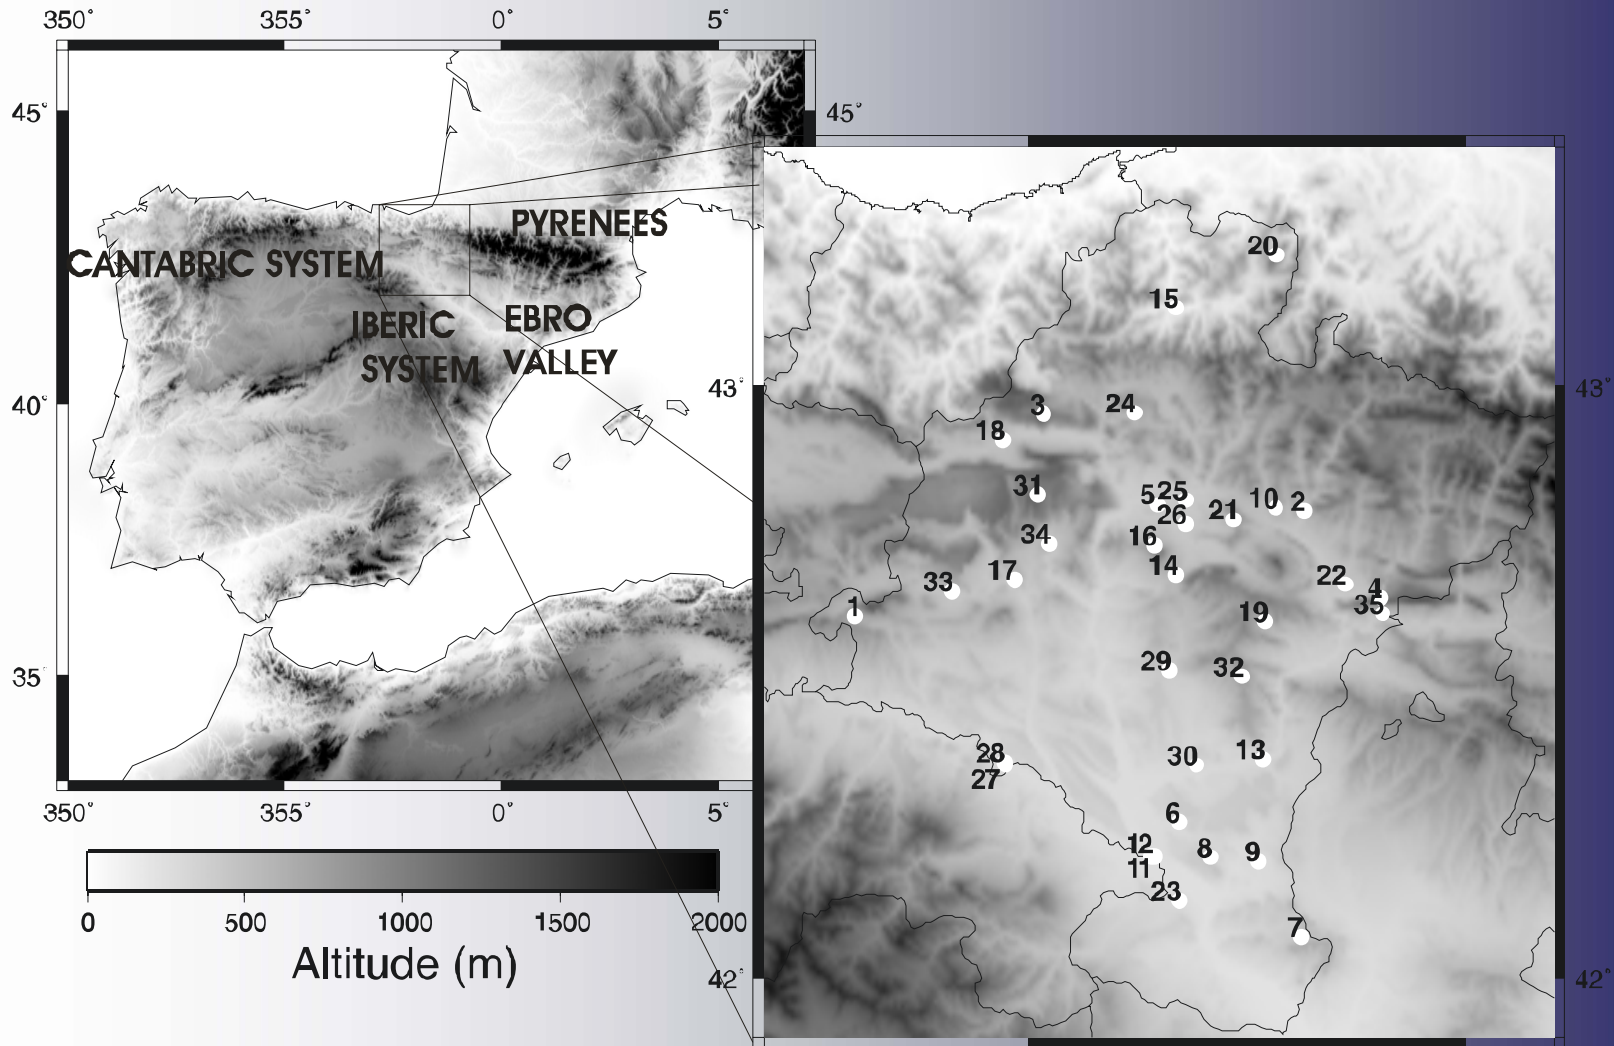 350° 355° 0° 5°
45° 45°
PYRENEES
20
CANTABRIC SYSTEM
15
IBERIC EBRO
SYSTEM VALLEY
43° 43°
40°
3 24
18
31 5 25 10 2
26 21
34 16
17 14 22
33 4
1 35
19
35°
29 32
28 30 13
27
350° 355° 0° 5°
6
12 8 9
11
23
7
0 500 1000 1500 2000
Altitude (m)
42° 42°